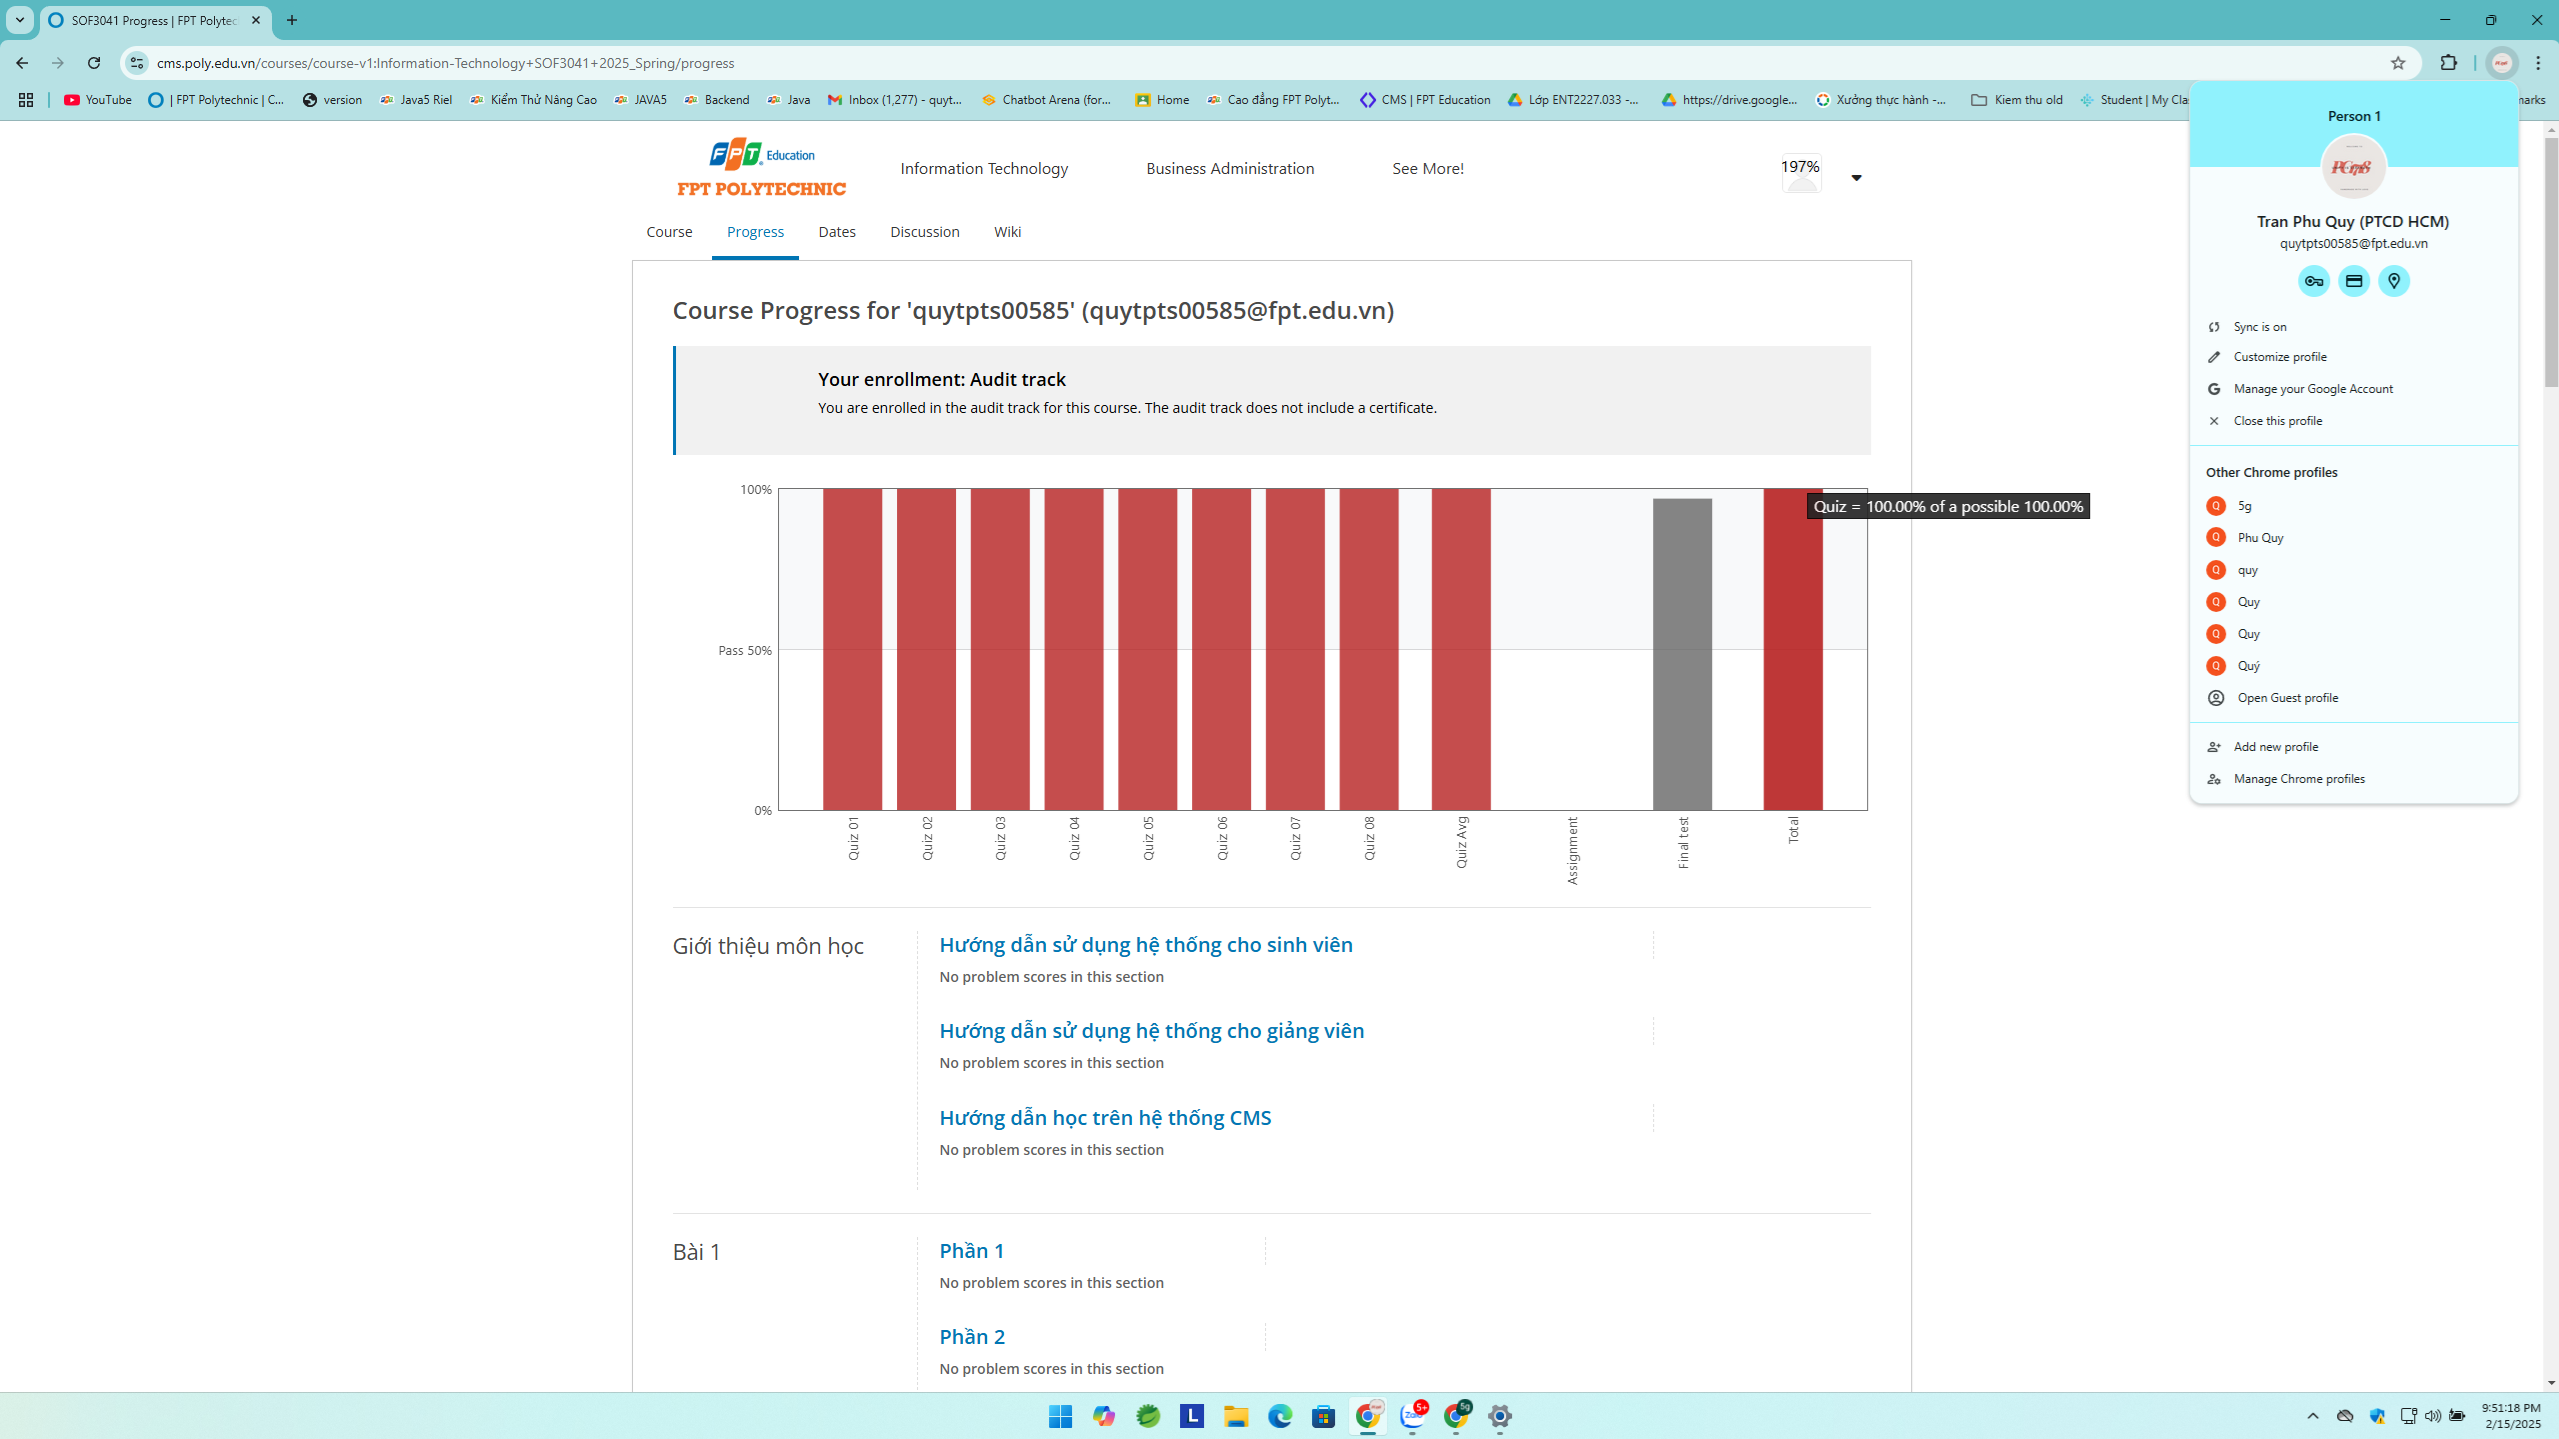 SOF3041 Progress | FPT Polytec
cms.poly.edu.vn/courses/course-v1:Information-Technology+SOF3041+2025_Spring/progress
YouTube | FPT Polytechnic | C... version Java5 Riel Kiểm Thử Nâng Cao JAVA5 Backend Java Inbox (1,277) - quyt... Chatbot Arena (for... Home Cao đẳng FPT Polyt... CMS | FPT Education Lớp ENT2227.033 -... https://drive.google... Xưởng thực hành -... Kiem thu old Student | My Cla marks
FPT Education
FPT POLYTECHNIC
Information Technology Business Administration See More!
197%
Course Progress Dates Discussion Wiki
Course Progress for 'quytpts00585' (quytpts00585@fpt.edu.vn)
Your enrollment: Audit track
You are enrolled in the audit track for this course. The audit track does not include a certificate.
100%
Pass 50%
0%
Quiz = 100.00% of a possible 100.00%
Quiz 01
Quiz 02
Quiz 03
Quiz 04
Quiz 05
Quiz 06
Quiz 07
Quiz 08
Quiz Avg
Assignment
Final test
Total
Giới thiệu môn học
Hướng dẫn sử dụng hệ thống cho sinh viên
No problem scores in this section
Hướng dẫn sử dụng hệ thống cho giảng viên
No problem scores in this section
Hướng dẫn học trên hệ thống CMS
No problem scores in this section
Bài 1
Phần 1
No problem scores in this section
Phần 2
No problem scores in this section
Person 1
Tran Phu Quy (PTCD HCM)
quytpts00585@fpt.edu.vn
Sync is on
Customize profile
G Manage your Google Account
Close this profile
Other Chrome profiles
Q 5g
Q Phu Quy
Q quy
Q Quy
Q Quy
Q Quý
Open Guest profile
Add new profile
Manage Chrome profiles
L
Zalo
5+
5g
9:51:18 PM
2/15/2025